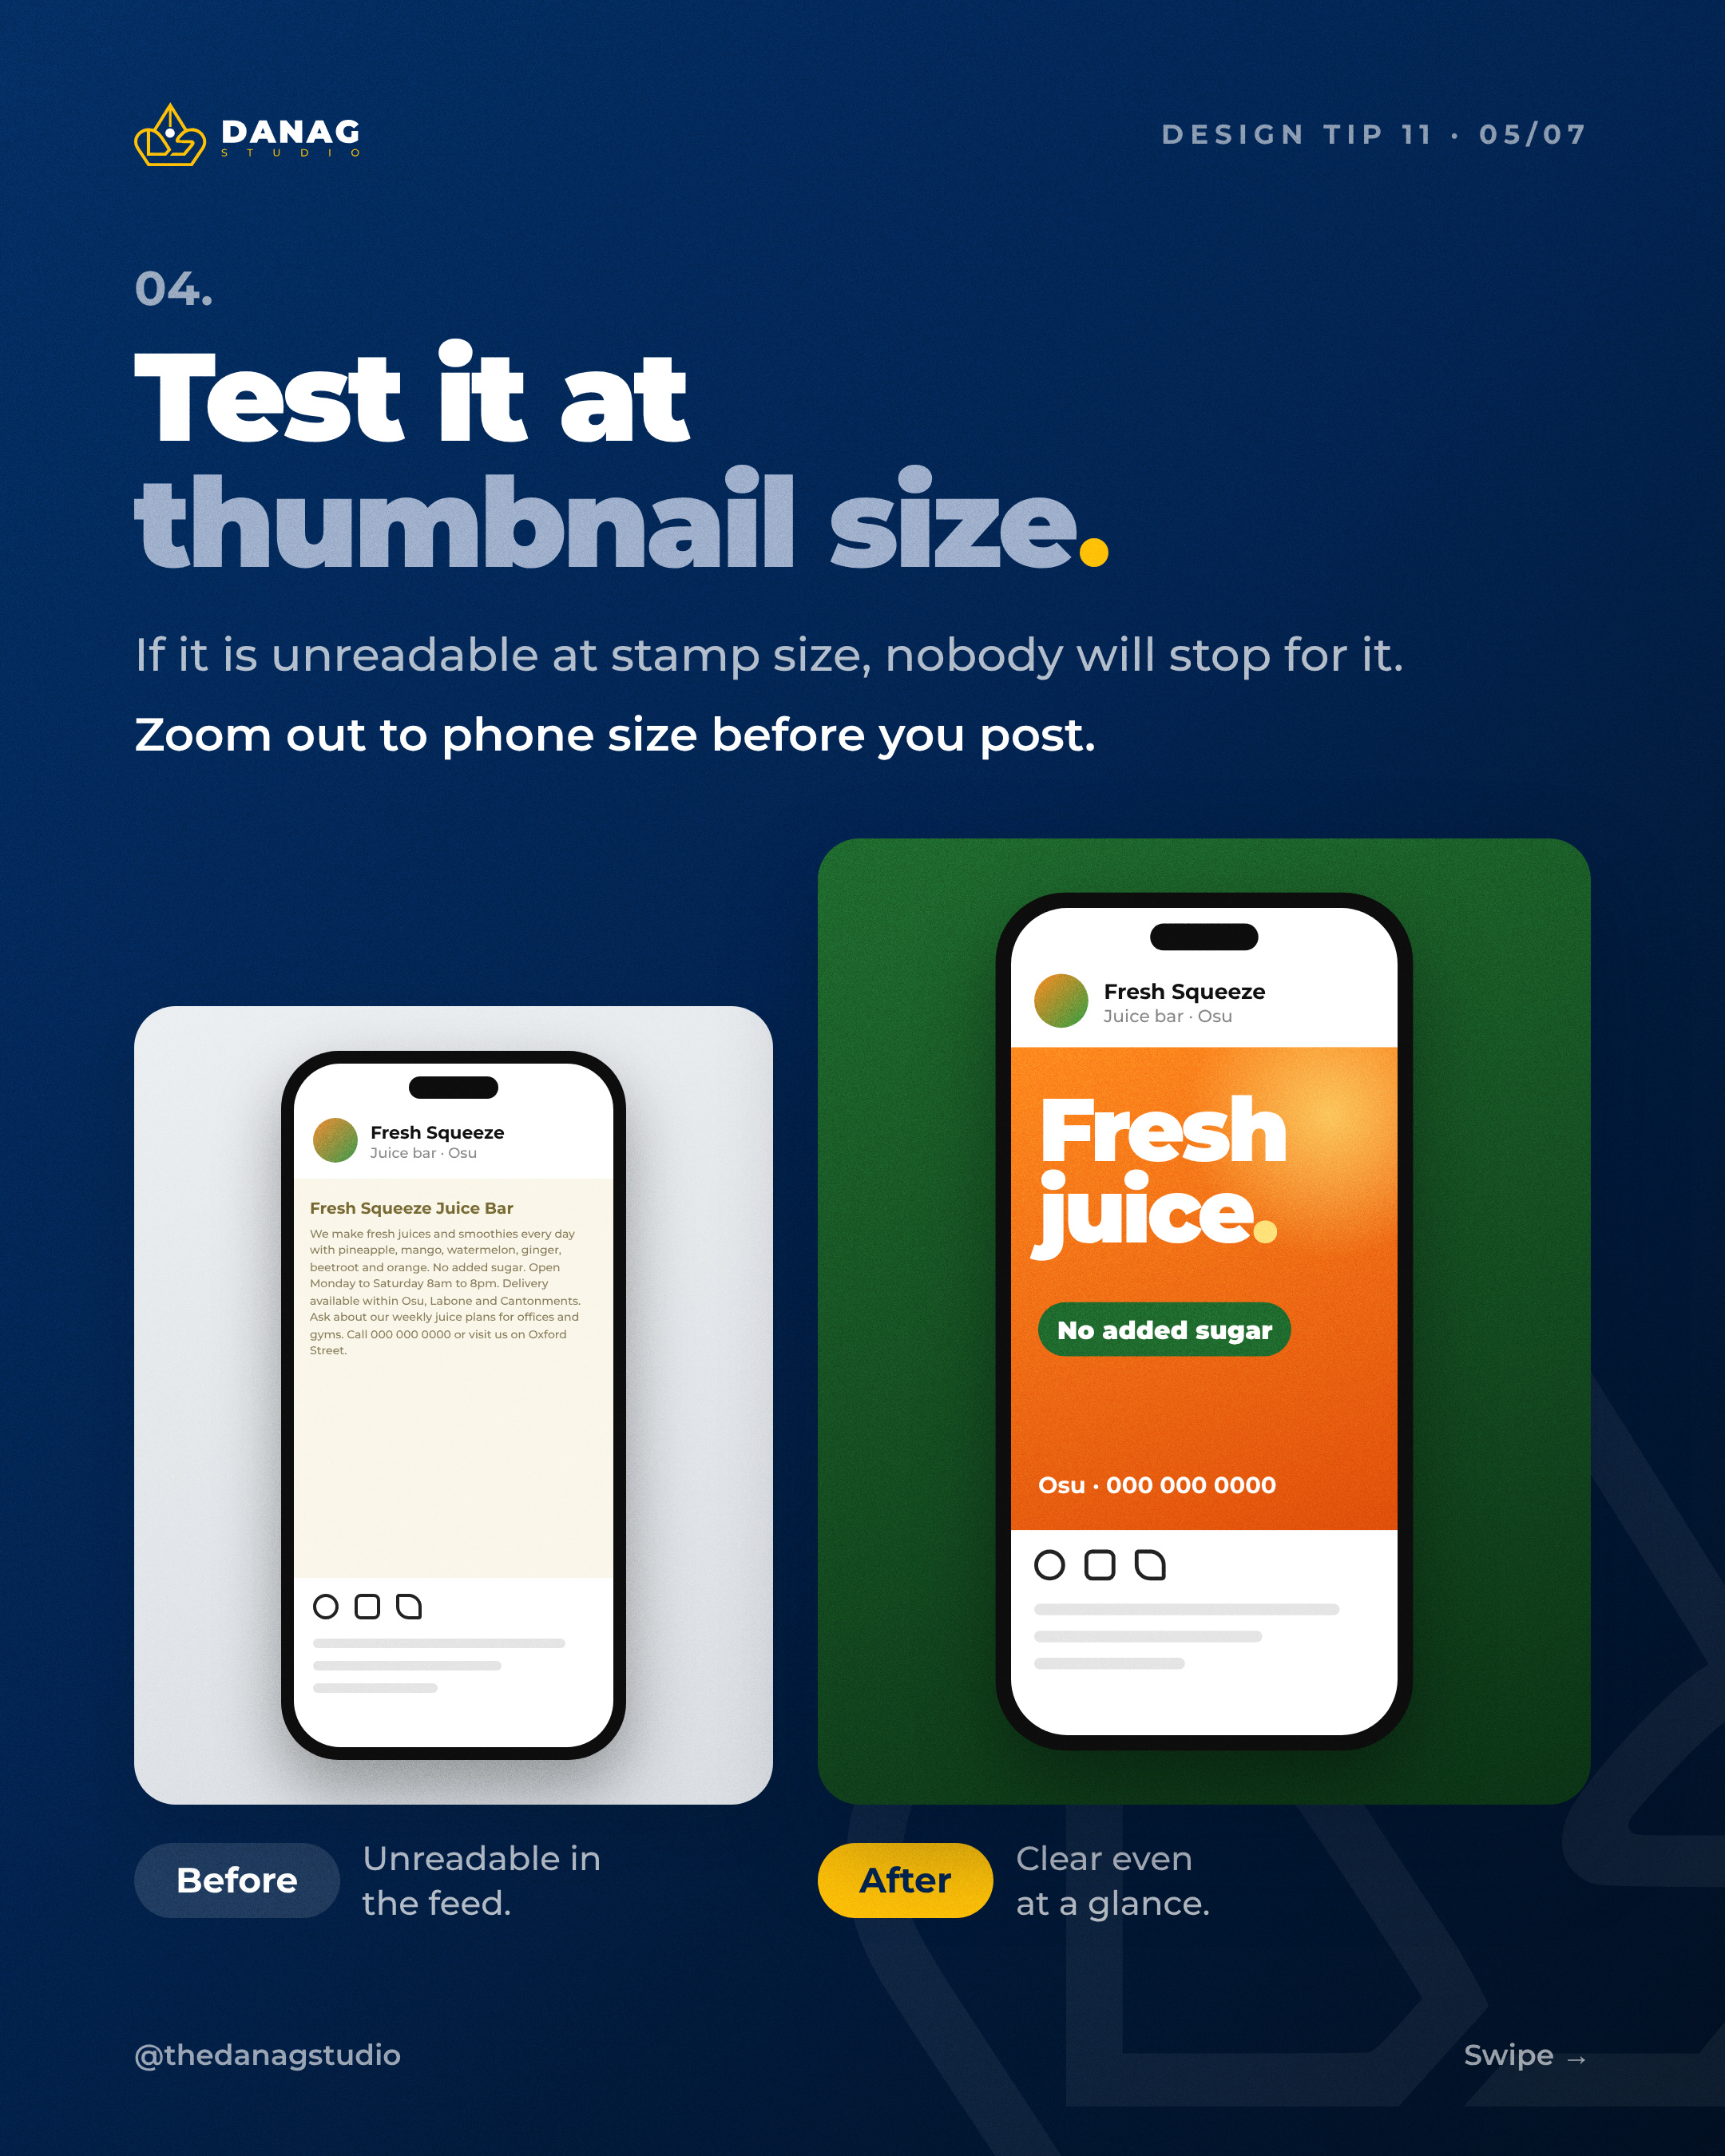 DANAG
STUDIO
DESIGN TIP 11 · 05/07
04.
Test it at
thumbnail size.
If it is unreadable at stamp size, nobody will stop for it.
Zoom out to phone size before you post.
Fresh Squeeze
Juice bar · Osu
Fresh Squeeze Juice Bar
We make fresh juices and smoothies every day
with pineapple, mango, watermelon, ginger,
beetroot and orange. No added sugar. Open
Monday to Saturday 8am to 8pm. Delivery
available within Osu, Labone and Cantonments.
Ask about our weekly juice plans for offices and
gyms. Call 000 000 0000 or visit us on Oxford
Street.
Before
Unreadable in
the feed.
Fresh Squeeze
Juice bar · Osu
Fresh
juice.
No added sugar
Osu · 000 000 0000
After
Clear even
at a glance.
@thedanagstudio
Swipe →